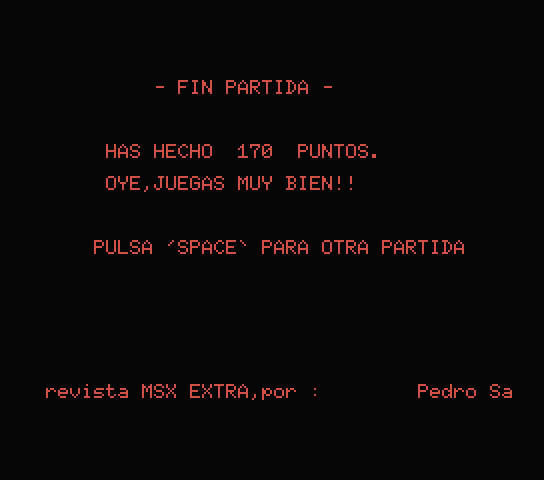 - FIN PARTIDA -
HAS HECHO  170  PUNTOS.
OYE,JUEGAS MUY BIEN!!
PULSA ´SPACE` PARA OTRA PARTIDA
revista MSX EXTRA,por :        Pedro Sa